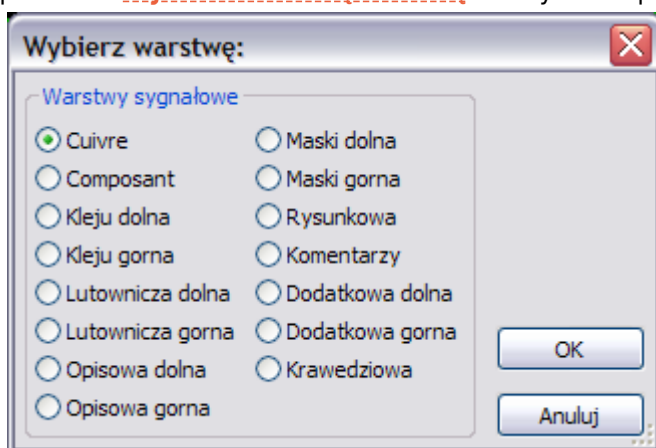 Wybierz warstwę:
Warstwy sygnałowe
Cuivre
Composant
Kleju dolna
Kleju gorna
Lutownicza dolna
Lutownicza gorna
Opisowa dolna
Opisowa gorna
Maski dolna
Maski gorna
Rysunkowa
Komentarzy
Dodatkowa dolna
Dodatkowa gorna
Krawedziowa
OK
Anuluj